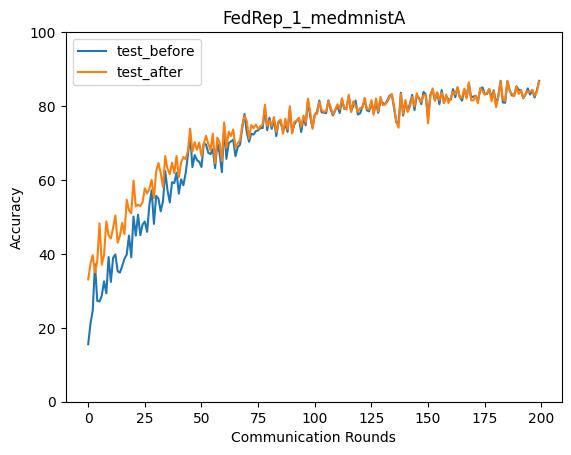 FedRep_1_medmnistA
test_before
test_after
Accuracy
100
80
60
40
20
0
0 25 50 75 100 125 150 175 200
Communication Rounds